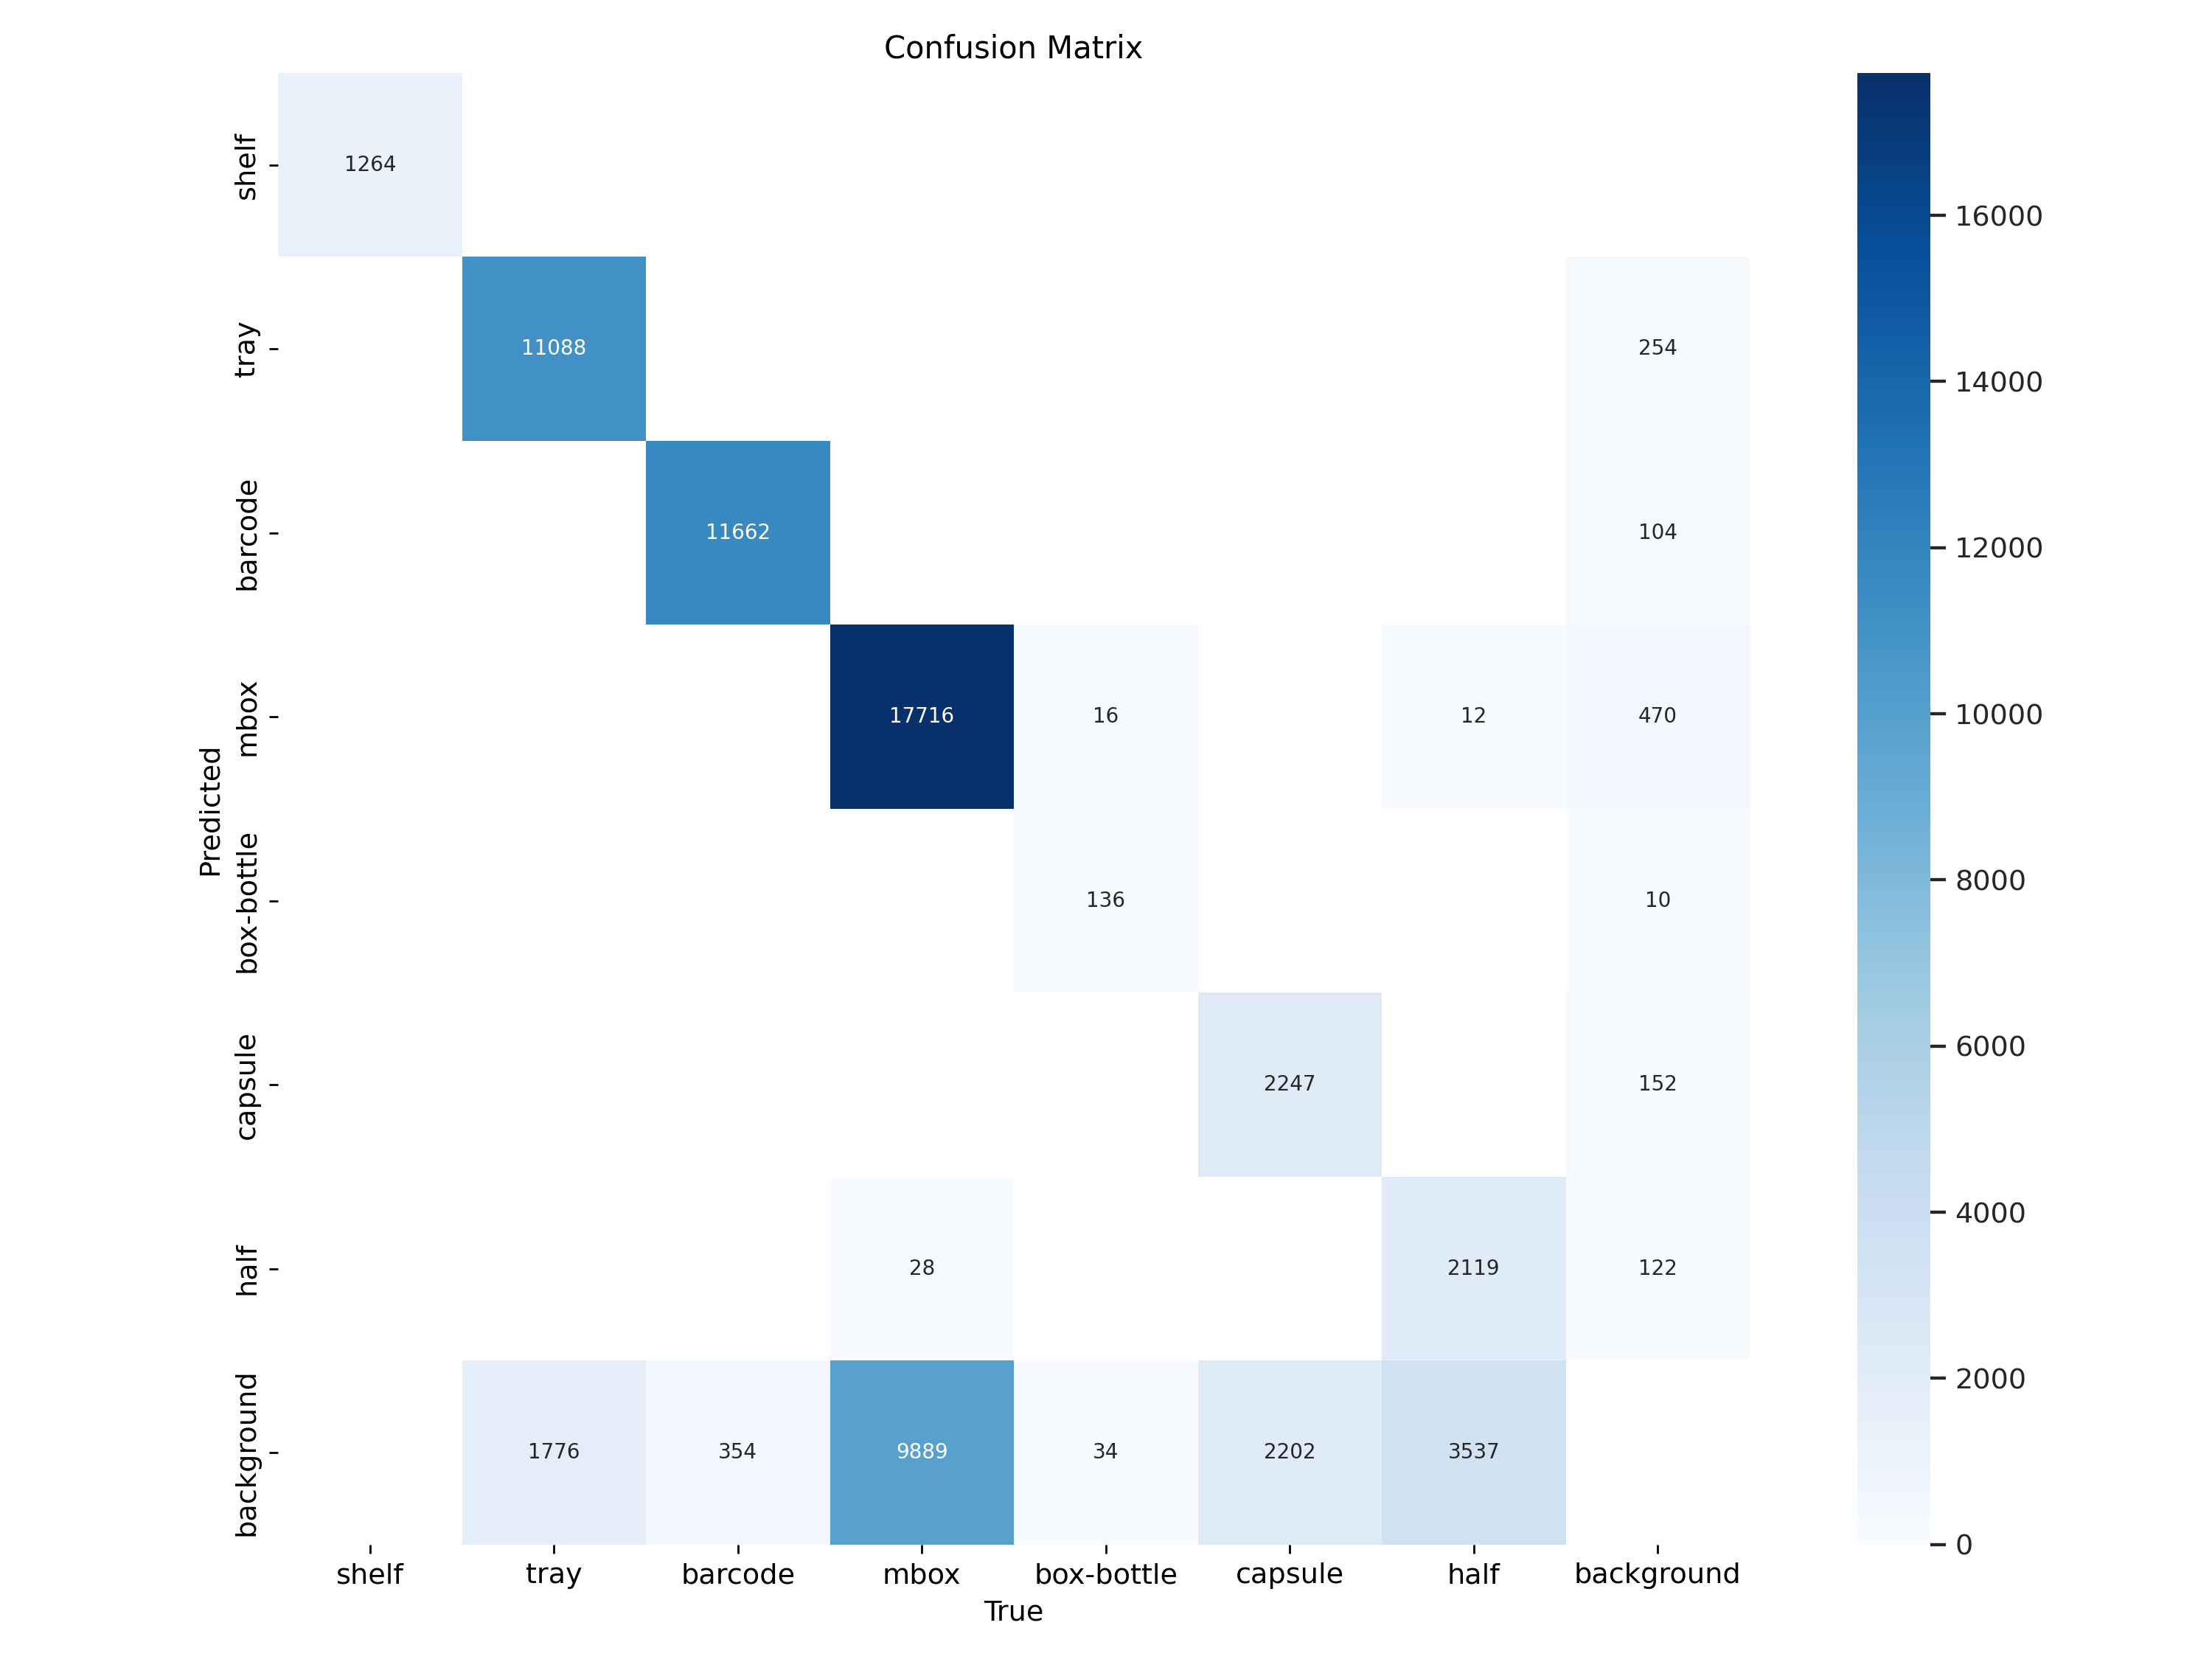 Confusion Matrix
shelf
1264
tray
11088 254
barcode
11662 104
mbox
17716 16 12 470
box-bottle
136 10
capsule
2247 152
half
28 2119 122
background
1776 354 9889 34 2202 3537
Predicted
shelf tray barcode mbox box-bottle capsule half background
True
16000
14000
12000
10000
8000
6000
4000
2000
0